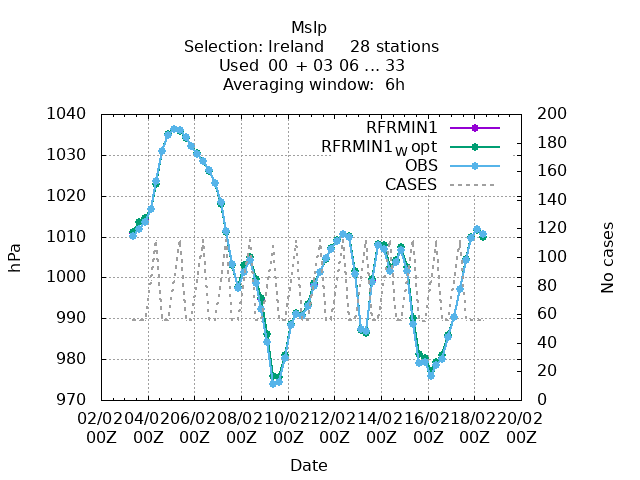 Mslp
Selection: Ireland 28 stations
Used 00 + 03 06 ... 33
Averaging window: 6h
1040
1030
1020
1010
1000
990
980
970
hPa
200
180
160
140
120
100
80
60
40
20
0
No cases
RFRMIN1
RFRMIN1w opt
OBS
CASES
02/02 04/02 06/02 08/02 10/02 12/02 14/02 16/02 18/02 20/02
00Z 00Z 00Z 00Z 00Z 00Z 00Z 00Z 00Z 00Z
Date